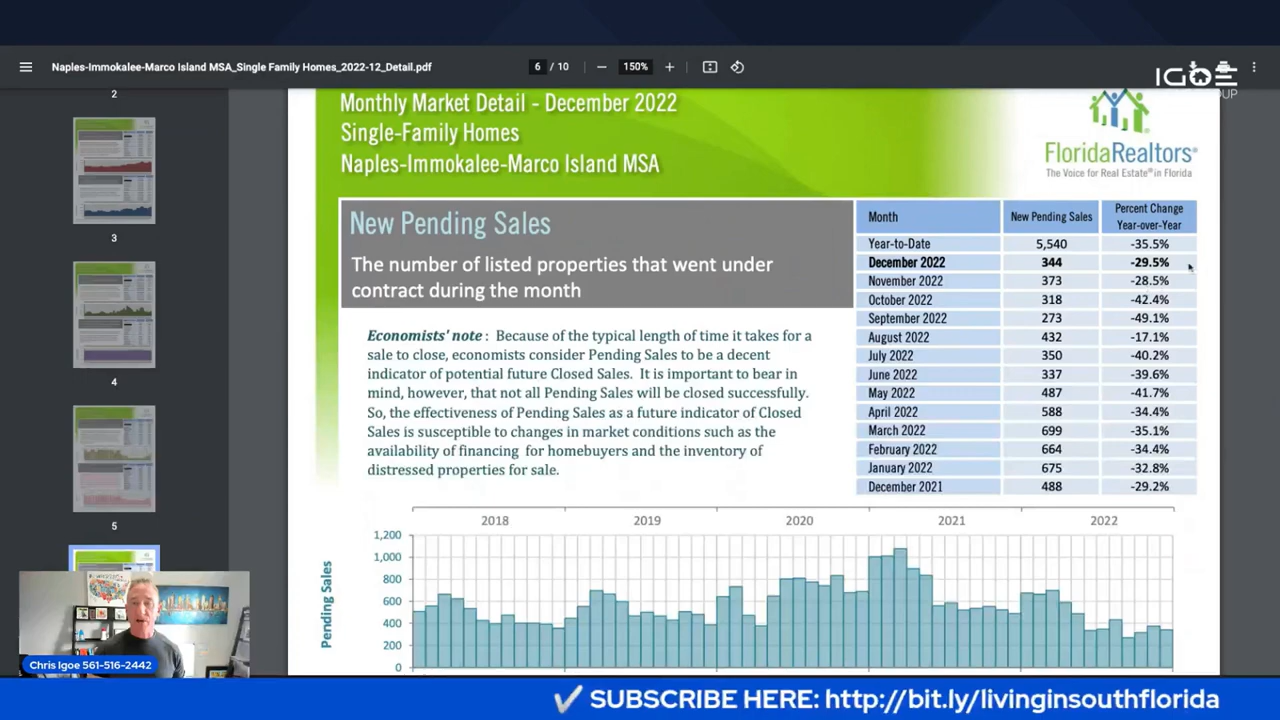 Naples-Immokalee-Marco Island MSA_Single Family Homes_2022-12_Detail.pdf
6 / 10
150%
IGOE
GROUP
2
3
4
5
Monthly Market Detail - December 2022
Single-Family Homes
Naples-Immokalee-Marco Island MSA
FloridaRealtors®
The Voice for Real Estate® in Florida
New Pending Sales
The number of listed properties that went under
contract during the month
Economists' note : Because of the typical length of time it takes for a
sale to close, economists consider Pending Sales to be a decent
indicator of potential future Closed Sales. It is important to bear in
mind, however, that not all Pending Sales will be closed successfully.
So, the effectiveness of Pending Sales as a future indicator of Closed
Sales is susceptible to changes in market conditions such as the
availability of financing for homebuyers and the inventory of
distressed properties for sale.
Month New Pending Sales Percent Change Year-over-Year
Year-to-Date 5,540 -35.5%
December 2022 344 -29.5%
November 2022 373 -28.5%
October 2022 318 -42.4%
September 2022 273 -49.1%
August 2022 432 -17.1%
July 2022 350 -40.2%
June 2022 337 -39.6%
May 2022 487 -41.7%
April 2022 588 -34.4%
March 2022 699 -35.1%
February 2022 664 -34.4%
January 2022 675 -32.8%
December 2021 488 -29.2%
2018 2019 2020 2021 2022
Pending Sales
1,200
1,000
800
600
400
200
0
Chris Igoe 561-516-2442
✔ SUBSCRIBE HERE: http://bit.ly/livinginsouthflorida